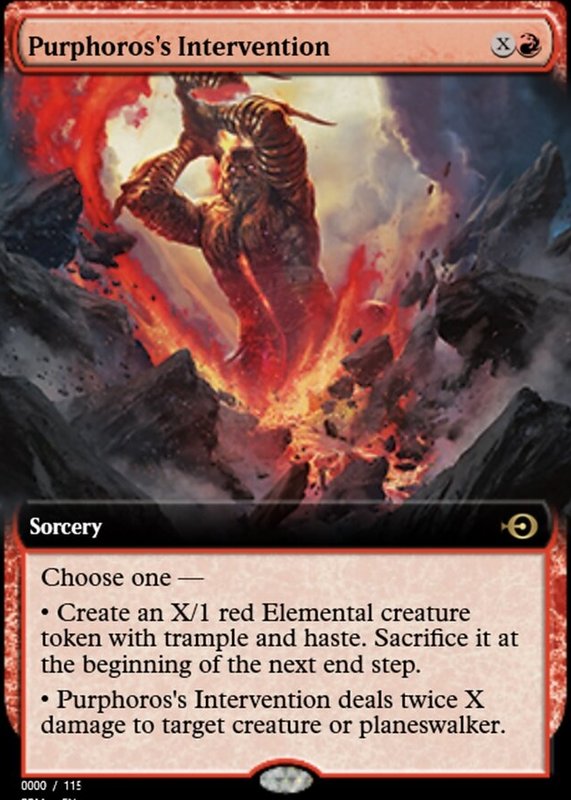 Purphoros's Intervention X
Sorcery
Choose one —
• Create an X/1 red Elemental creature
token with trample and haste. Sacrifice it at
the beginning of the next end step.
• Purphoros's Intervention deals twice X
damage to target creature or planeswalker.
0000 / 115